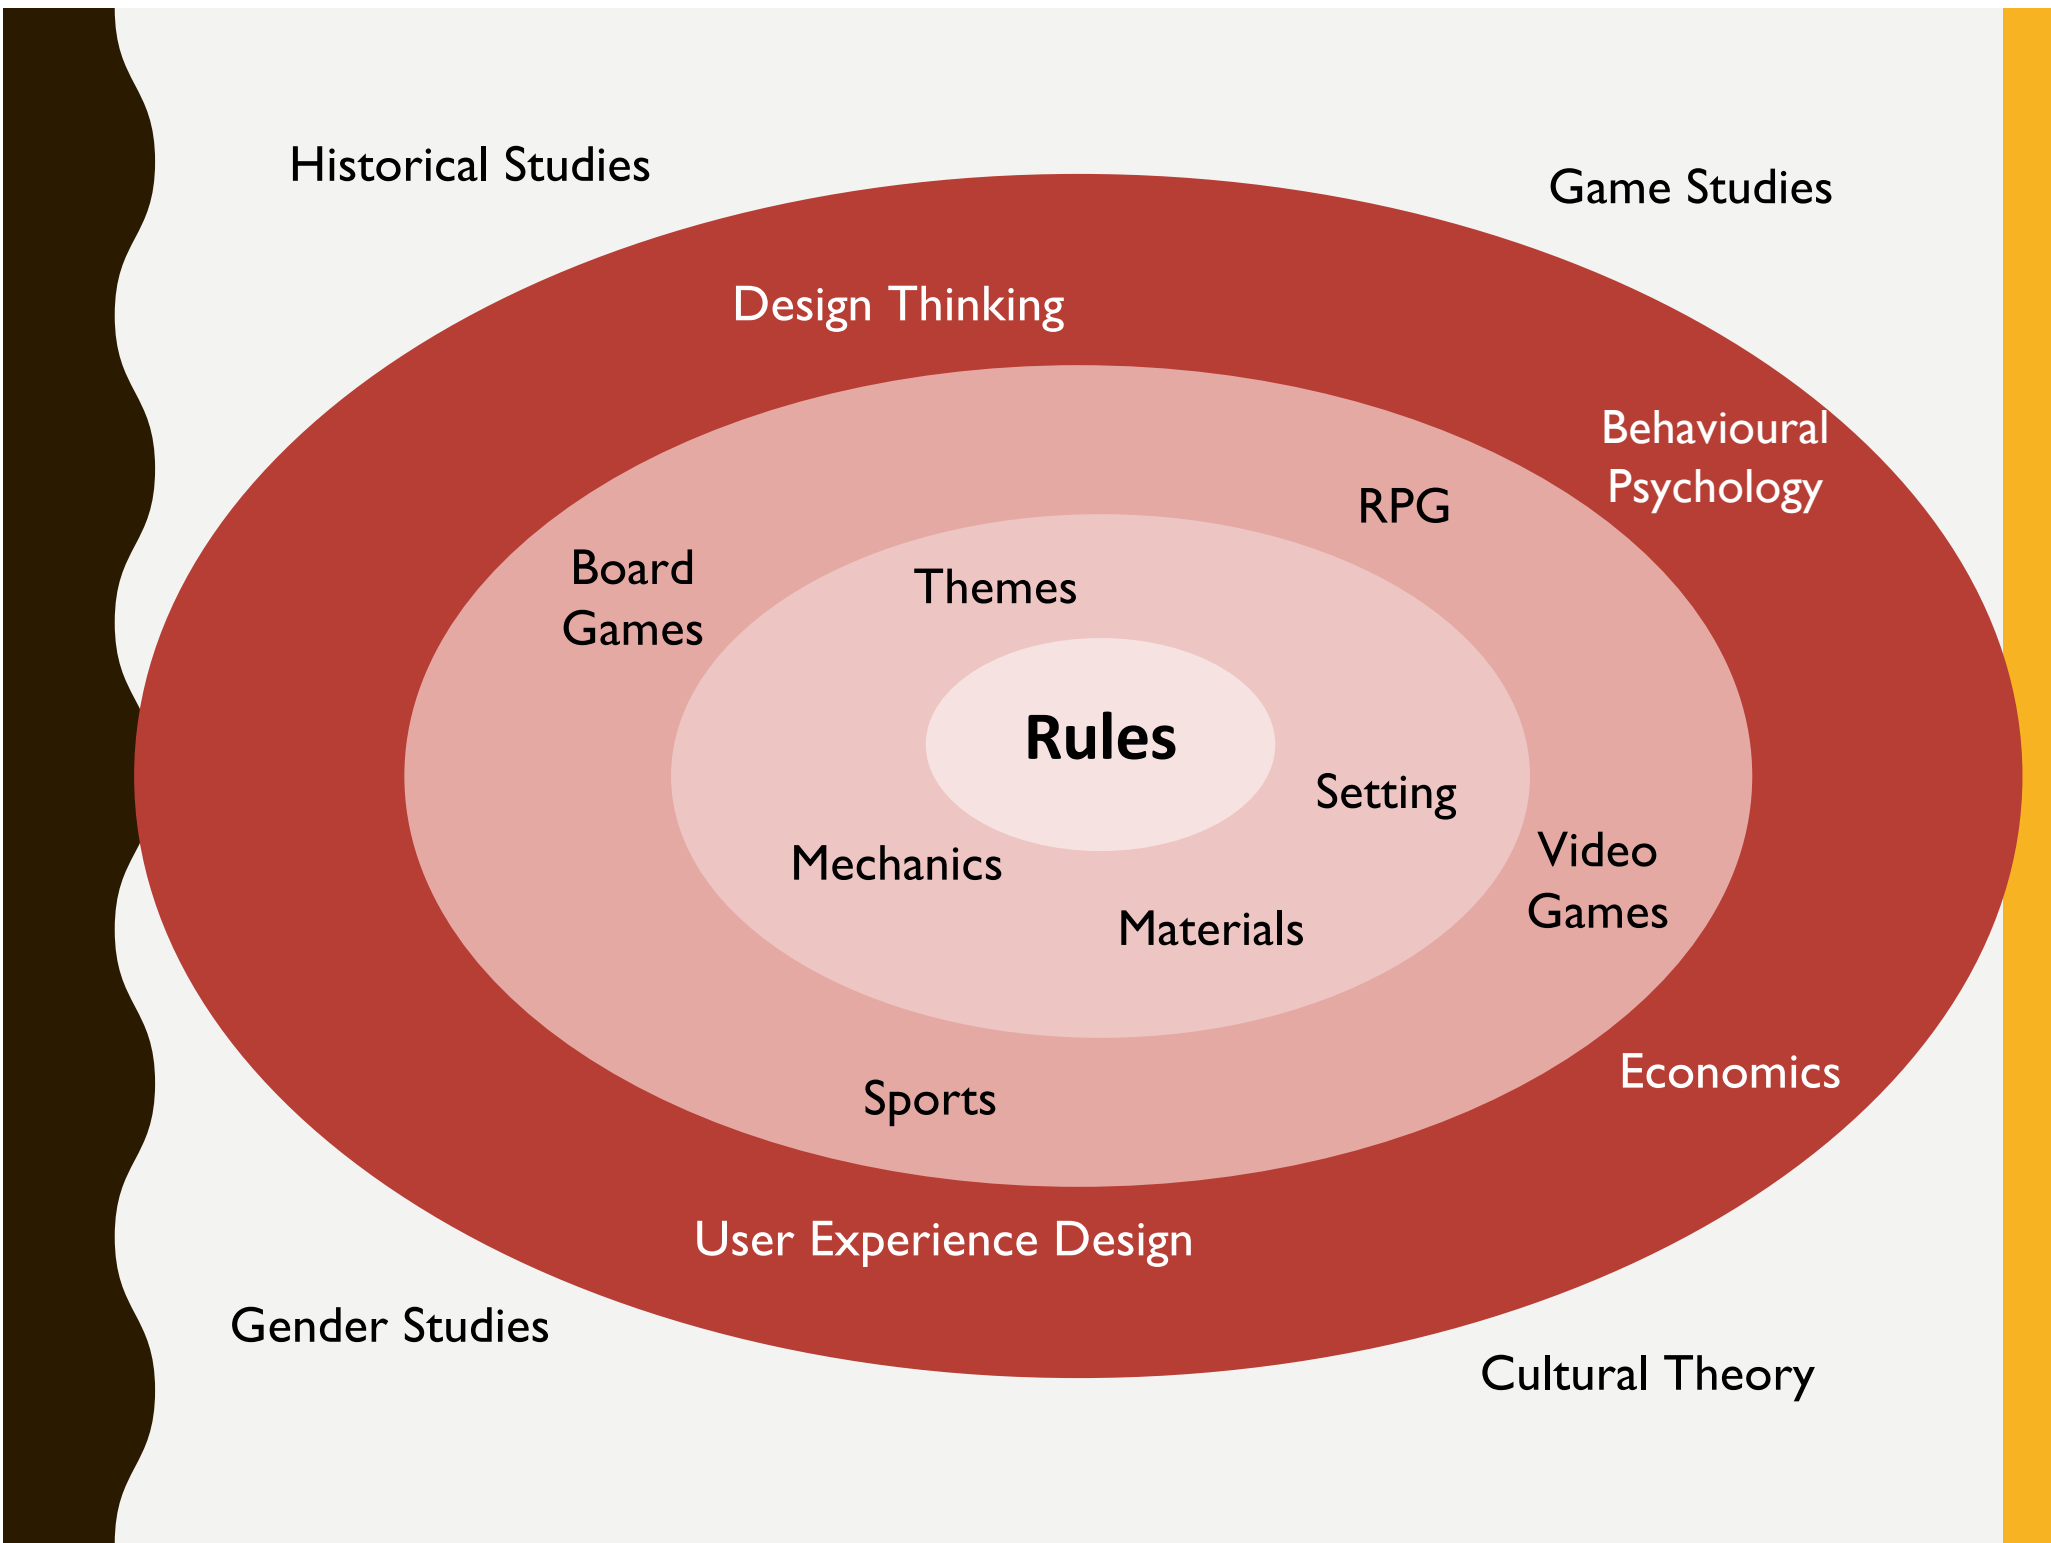 Historical Studies
Game Studies
Design Thinking
Behavioural
Psychology
RPG
Board
Games
Themes
Rules
Setting
Mechanics
Video
Games
Materials
Sports
Economics
User Experience Design
Gender Studies
Cultural Theory